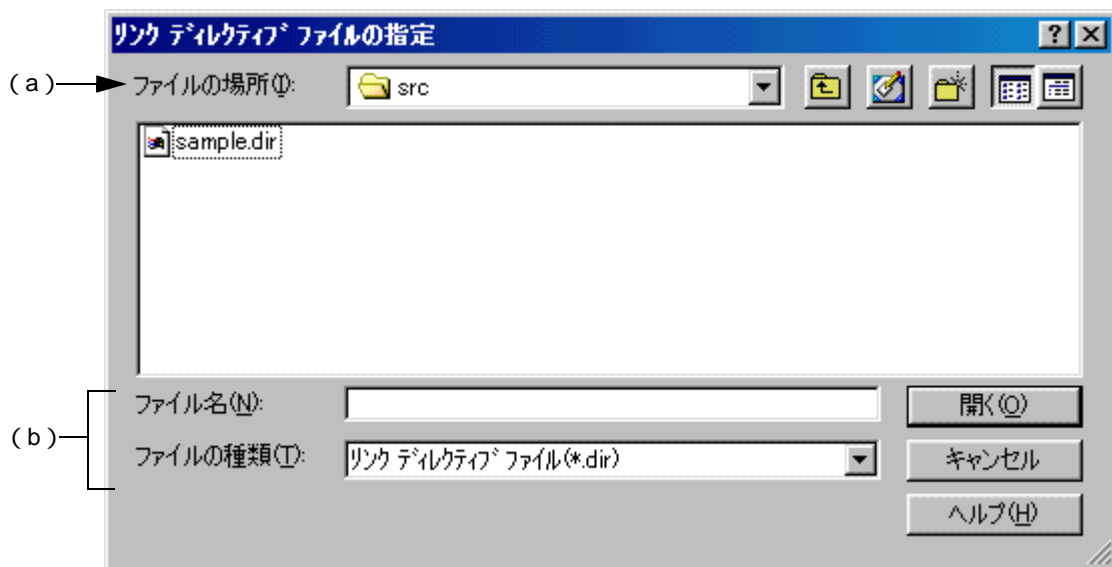 リンク ディレクティブ ファイルの指定
(a) ファイルの場所(I): src
sample.dir
(b)
ファイル名(N): 開く(O)
ファイルの種類(T): リンク ディレクティブ ファイル(*.dir) キャンセル
ヘルプ(H)